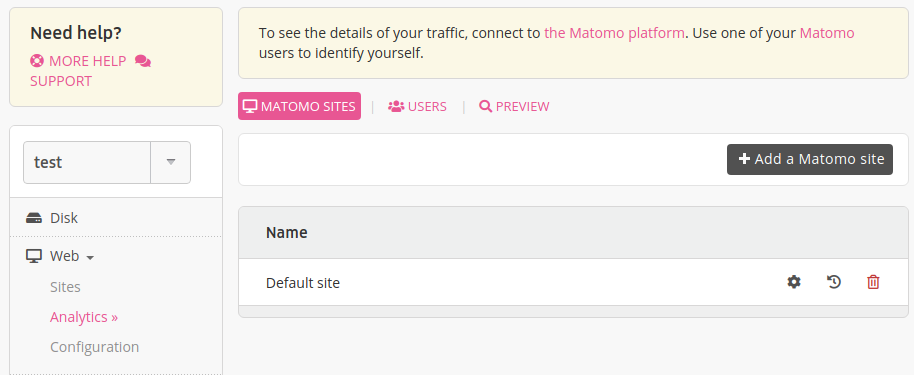 Need help?
MORE HELP
SUPPORT
test
Disk
Web
Sites
Analytics »
Configuration
To see the details of your traffic, connect to the Matomo platform. Use one of your Matomo
users to identify yourself.
MATOMO SITES | USERS | PREVIEW
+ Add a Matomo site
Name
Default site